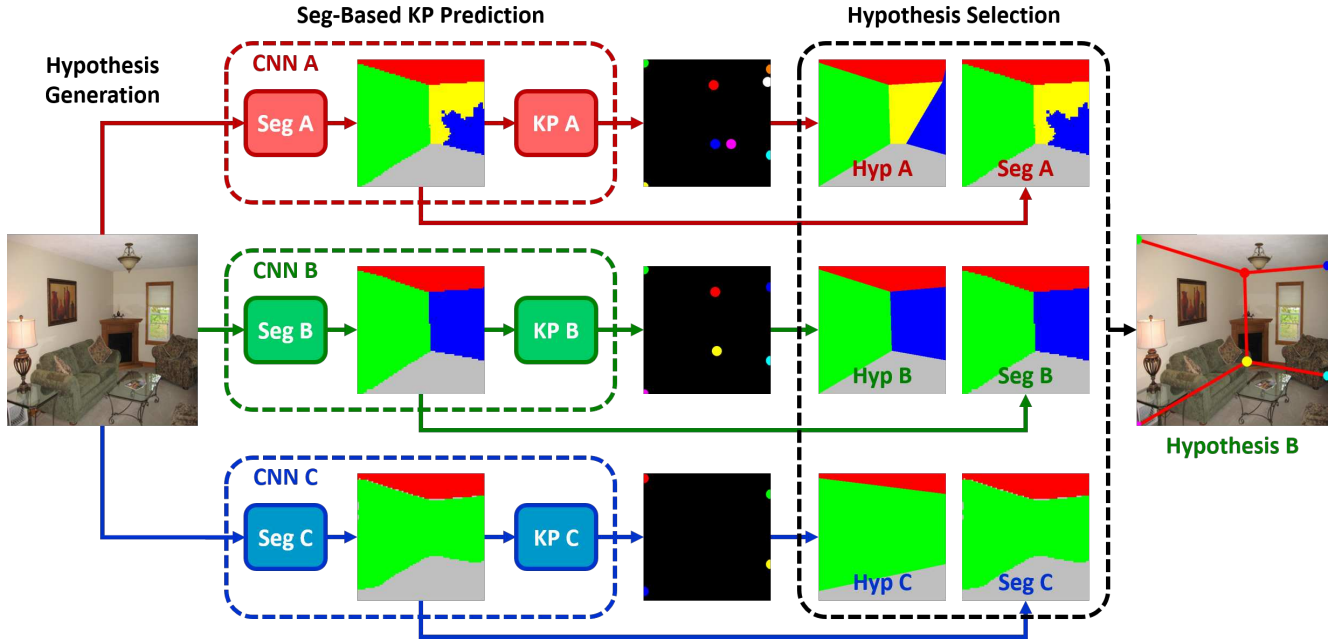 Seg-Based KP Prediction
Hypothesis Selection
Hypothesis
Generation
CNN A
Seg A
KP A
Hyp A
Seg A
CNN B
Seg B
KP B
Hyp B
Seg B
Hypothesis B
CNN C
Seg C
KP C
Hyp C
Seg C